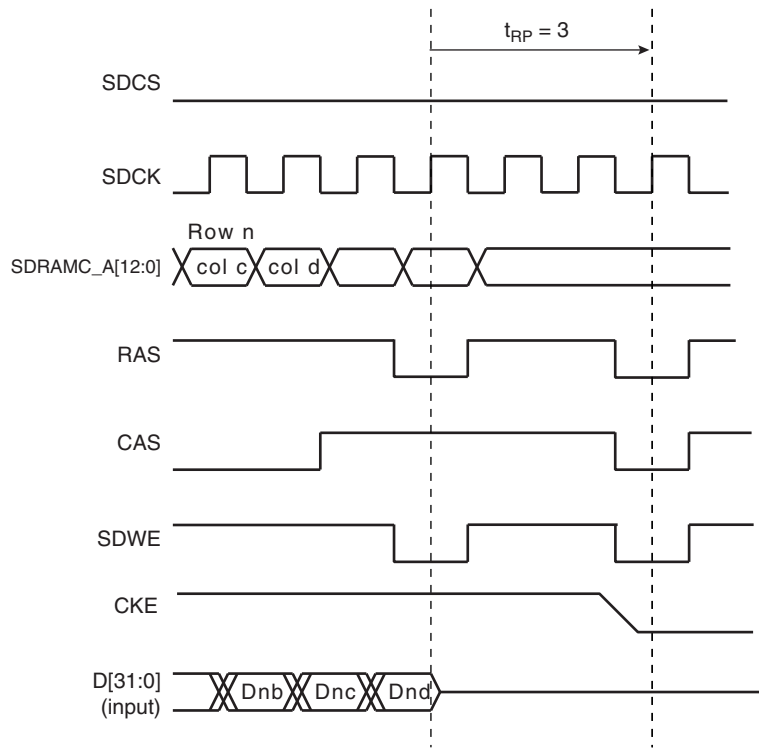 t_RP = 3
SDCS
SDCK
Row n
SDRAMC_A[12:0]
col c
col d
RAS
CAS
SDWE
CKE
D[31:0]
(input)
Dnb
Dnc
Dnd